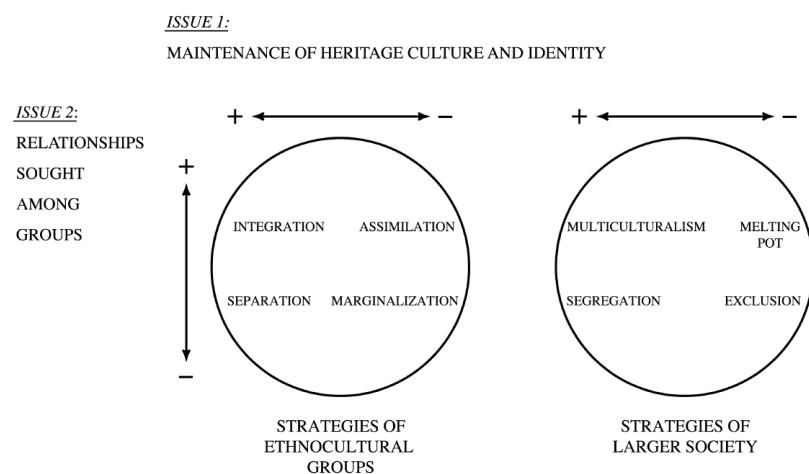 ISSUE 1:
MAINTENANCE OF HERITAGE CULTURE AND IDENTITY
ISSUE 2:
RELATIONSHIPS
SOUGHT
AMONG
GROUPS
+ −
+ −
+
−
INTEGRATION ASSIMILATION
SEPARATION MARGINALIZATION
MULTICULTURALISM MELTING
POT
SEGREGATION EXCLUSION
STRATEGIES OF
ETHNOCULTURAL
GROUPS
STRATEGIES OF
LARGER SOCIETY